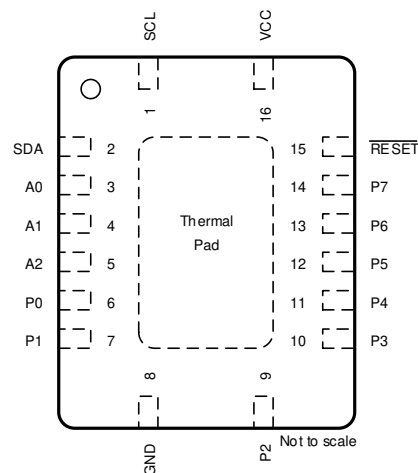 SCL
VCC
1
16
SDA 2 15 R̅E̅S̅E̅T̅
A0 3 14 P7
A1 4 13 P6
A2 5 12 P5
P0 6 11 P4
P1 7 10 P3
Thermal
Pad
8
9
GND
P2
Not to scale